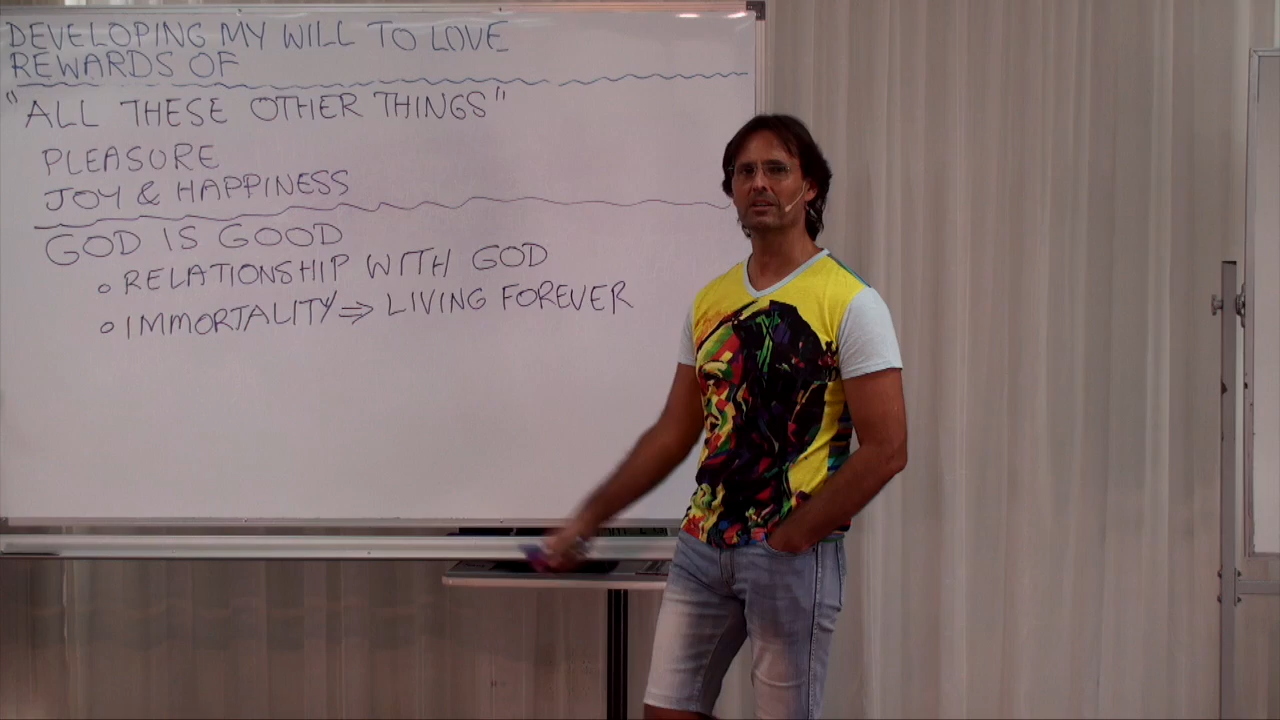 DEVELOPING MY WILL TO LOVE
REWARDS OF
"ALL THESE OTHER THINGS"
PLEASURE
JOY & HAPPINESS
GOD IS GOOD
• RELATIONSHIP WITH GOD
• IMMORTALITY ⇒ LIVING FOREVER